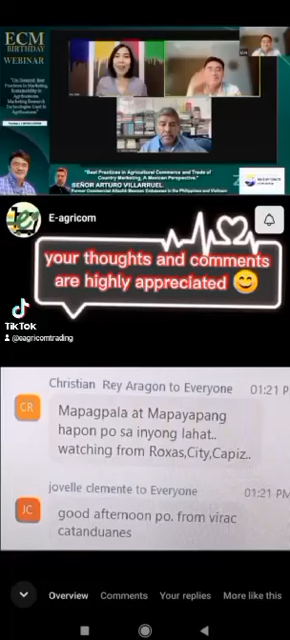 ECM
BIRTHDAY
WEBINAR
"Best Practices in Agricultural Commerce and Trade of
Country Marketing, A Mexican Perspective."
SEÑOR ARTURO VILLARRUEL
E-agricom
your thoughts and comments
are highly appreciated 😊
TikTok
@eagricomtrading
Christian Rey Aragon to Everyone 01:21 PM
CR
Mapagpala at Mapayapang
hapon po sa inyong lahat..
watching from Roxas,City,Capiz..
jovelle clemente to Everyone 01:21 PM
JC
good afternoon po. from virac
catanduanes
Overview Comments Your replies More like this